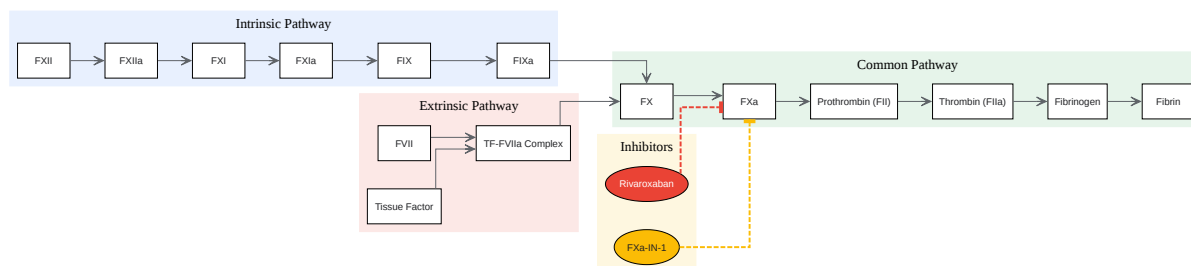 Intrinsic Pathway
FXII
FXIIa
FXI
FXIa
FIX
FIXa
Common Pathway
FX
FXa
Prothrombin (FII)
Thrombin (FIIa)
Fibrinogen
Fibrin
Extrinsic Pathway
FVII
TF-FVIIa Complex
Tissue Factor
Inhibitors
Rivaroxaban
FXa-IN-1